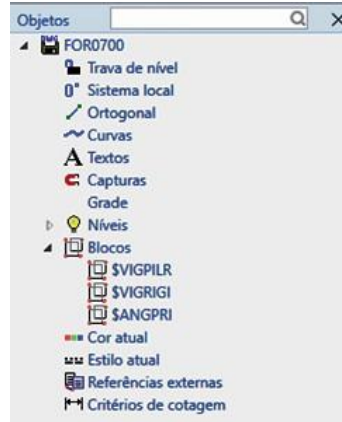 Objetos
FOR0700
Trava de nível
0° Sistema local
Ortogonal
Curvas
A Textos
Capturas
Grade
Níveis
Blocos
$VIGPILR
$VIGRIGI
$ANGPRI
Cor atual
Estilo atual
Referências externas
Critérios de cotagem